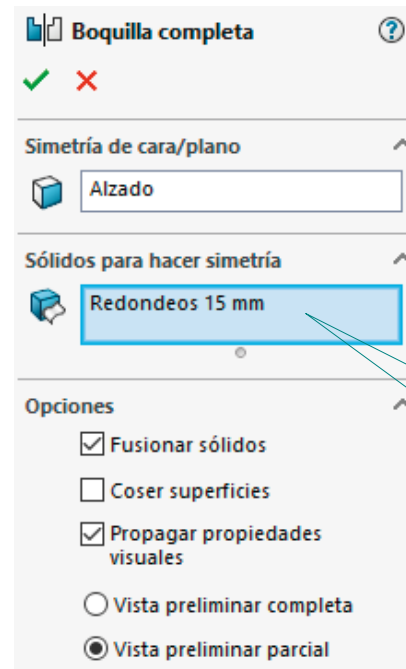 Boquilla completa
Simetría de cara/plano
Alzado
Sólidos para hacer simetría
Redondeos 15 mm
Opciones
Fusionar sólidos
Coser superficies
Propagar propiedades
visuales
Vista preliminar completa
Vista preliminar parcial